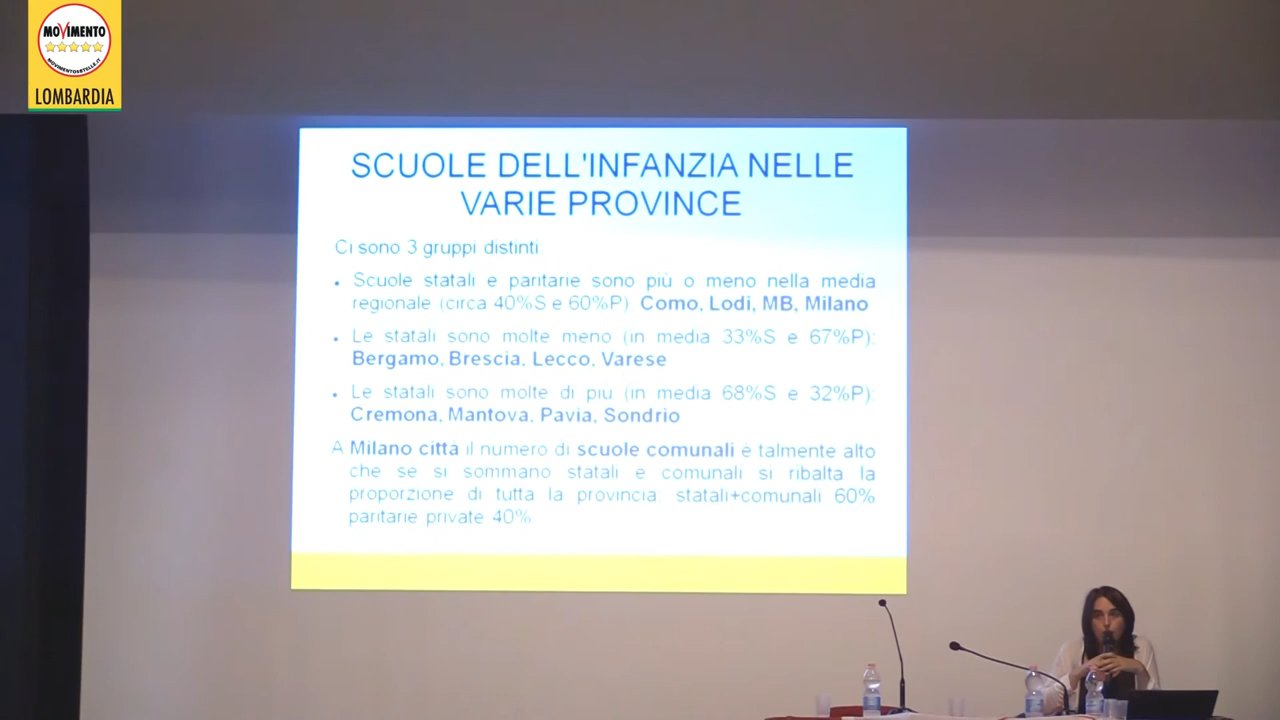 MOVIMENTO
MOVIMENTO5STELLE.IT
LOMBARDIA
SCUOLE DELL'INFANZIA NELLE
VARIE PROVINCE
Ci sono 3 gruppi distinti
• Scuole statali e paritarie sono più o meno nella media
regionale (circa 40%S e 60%P) Como, Lodi, MB, Milano
• Le statali sono molte meno (in media 33%S e 67%P):
Bergamo, Brescia, Lecco, Varese
• Le statali sono molte di più (in media 68%S e 32%P):
Cremona, Mantova, Pavia, Sondrio
A Milano città il numero di scuole comunali è talmente alto
che se si sommano statali e comunali si ribalta la
proporzione di tutta la provincia: statali+comunali 60%
paritarie private 40%